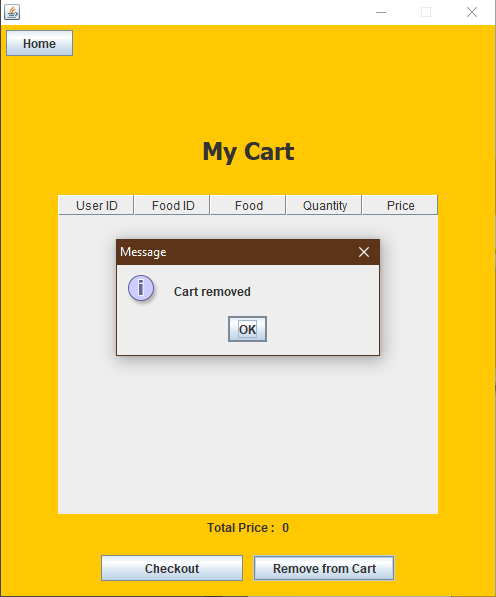 Home
My Cart
User ID Food ID Food Quantity Price
Message
Cart removed
OK
Total Price : 0
Checkout Remove from Cart